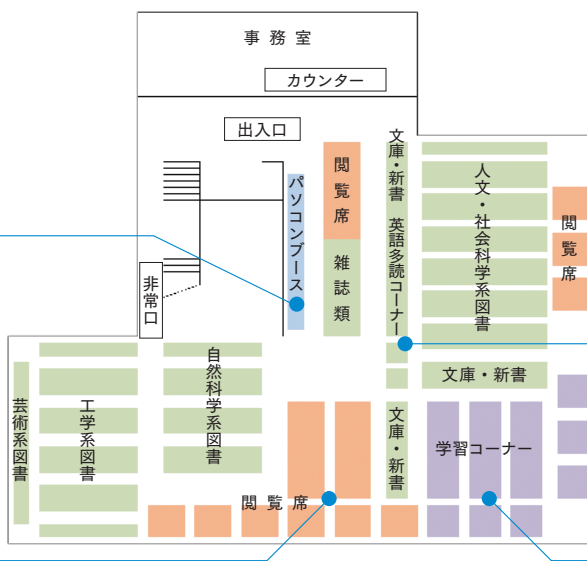 事務室
カウンター
出入口
文庫・新書 英語多読コーナー
閲覧席
雑誌類
パソコンブース
人文・社会科学系図書
閲覧席
非常口
文庫・新書
自然科学系図書
工学系図書
芸術系図書
文庫・新書
学習コーナー
閲覧席